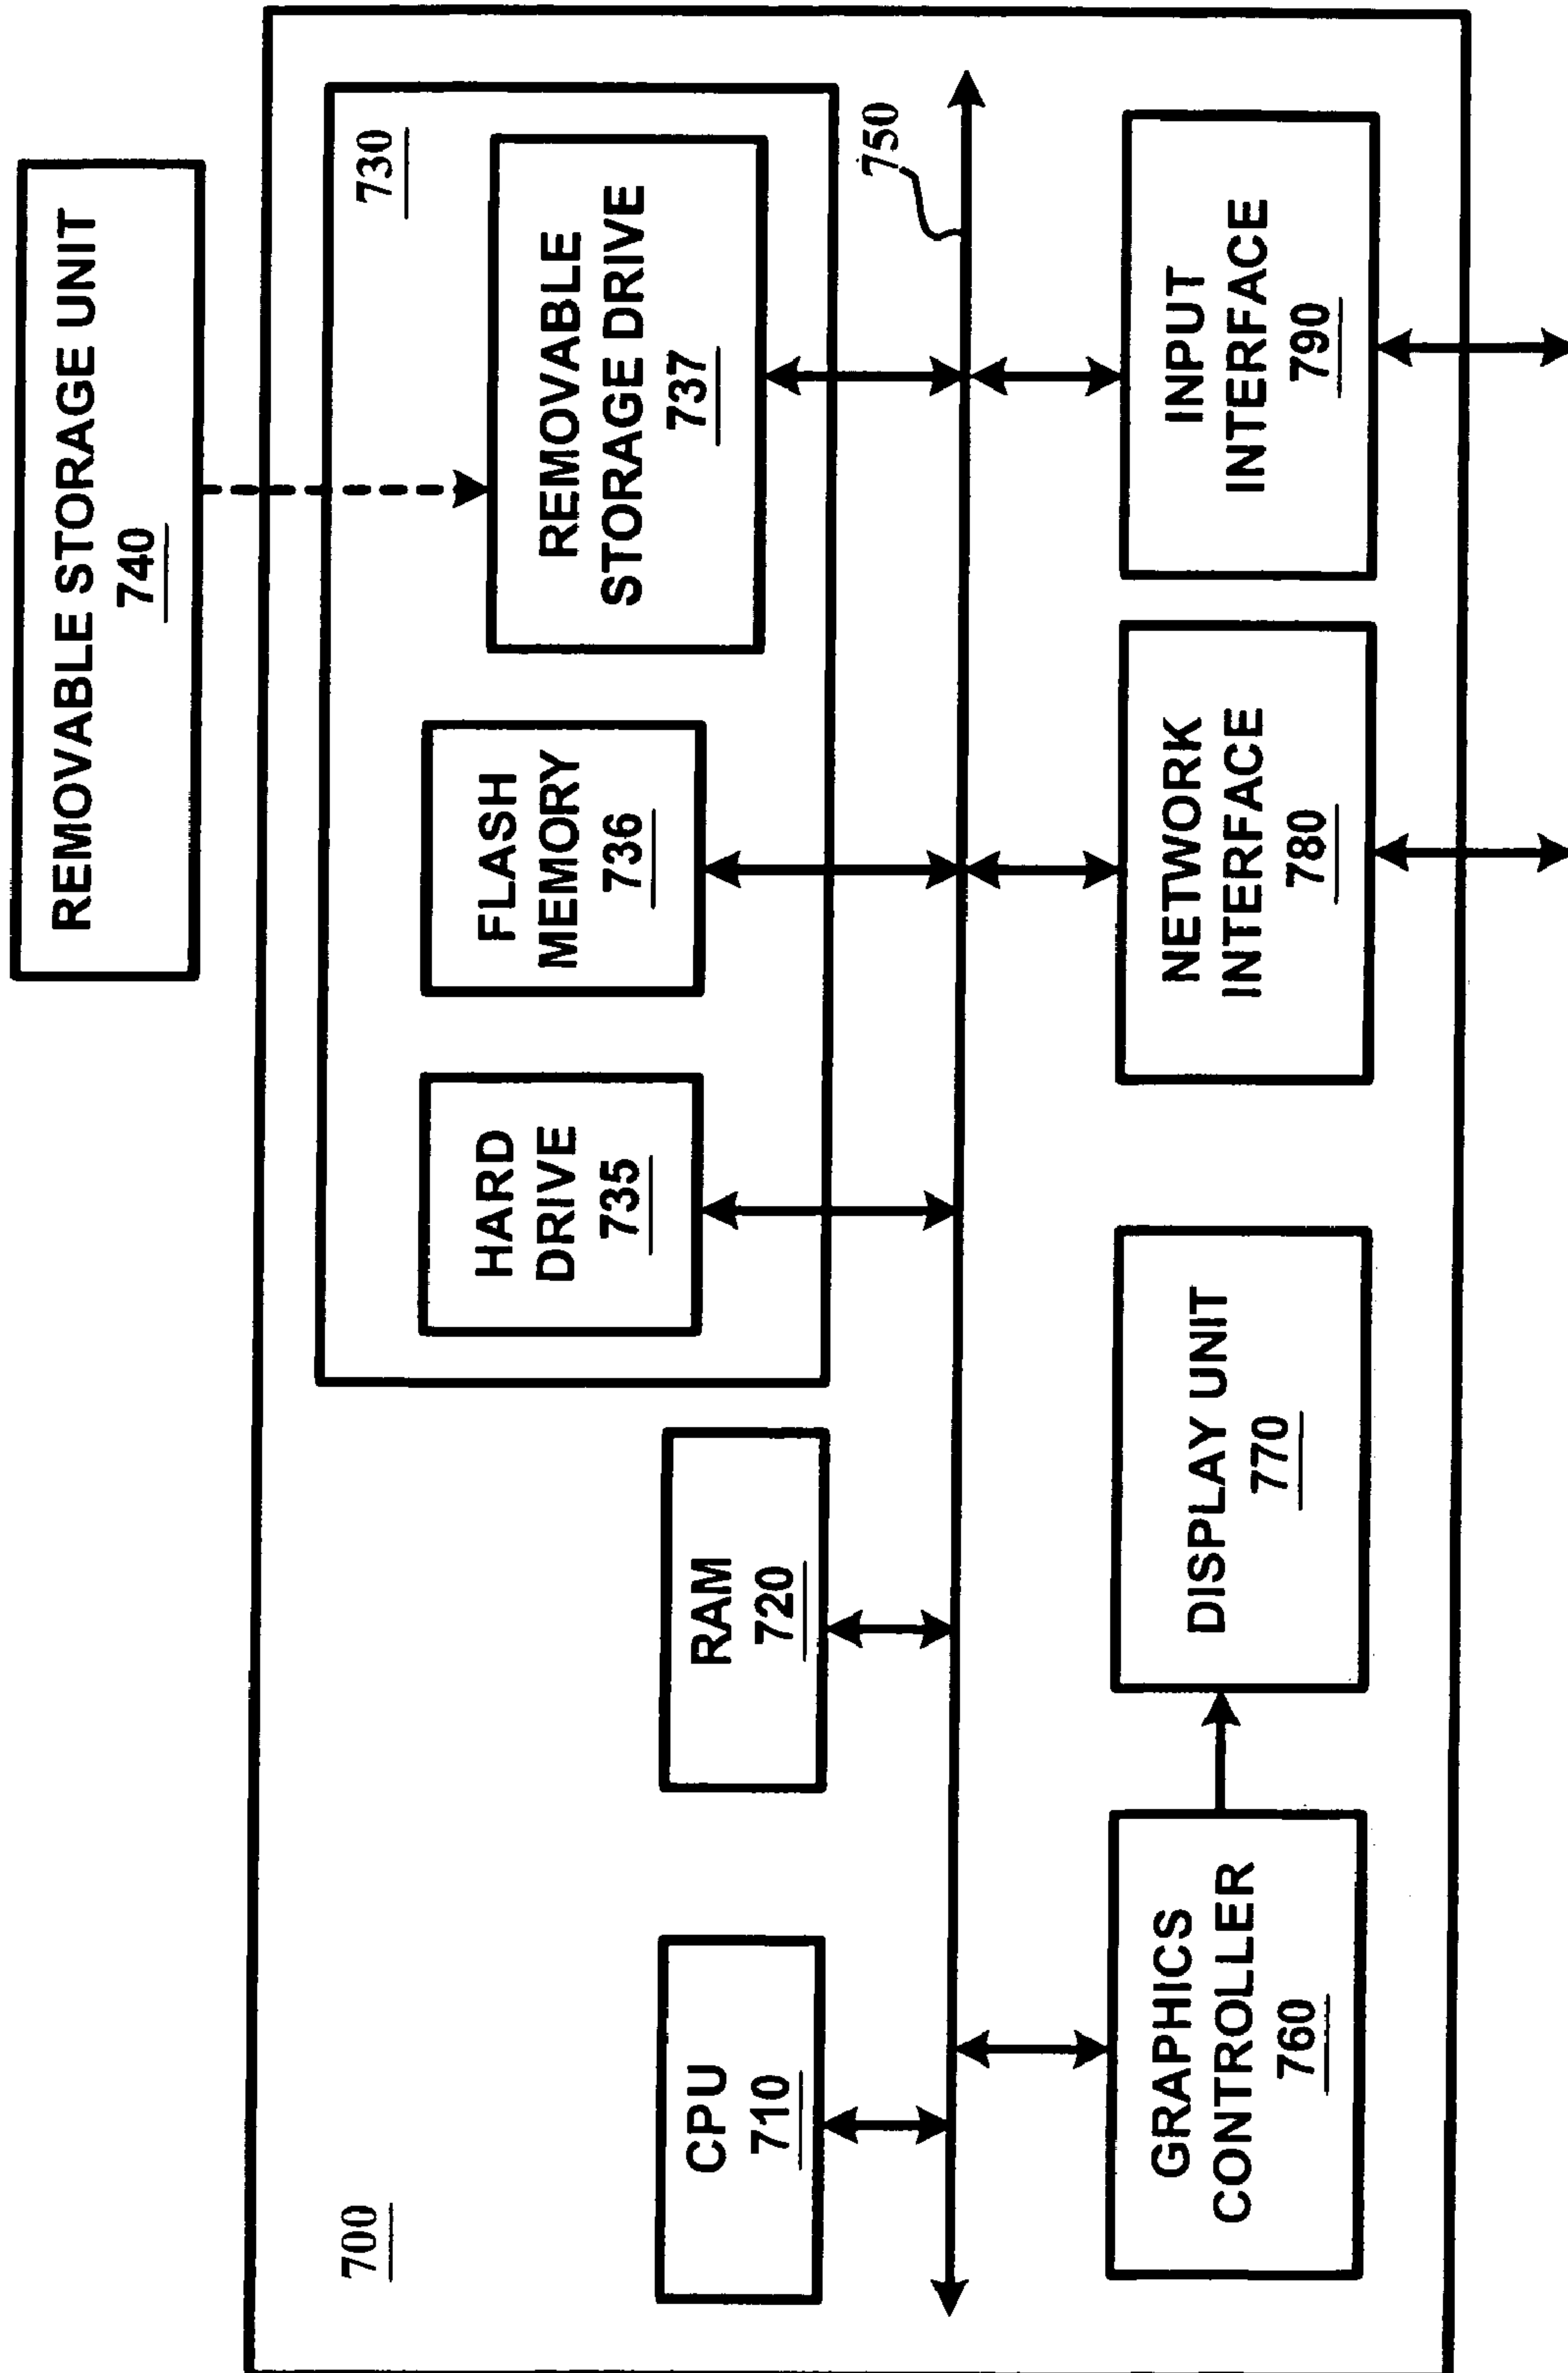 REMOVABLE STORAGE UNIT
740
700
730
HARD
DRIVE
735
FLASH
MEMORY
736
REMOVABLE
STORAGE DRIVE
737
CPU
710
RAM
720
750
GRAPHICS
CONTROLLER
760
DISPLAY UNIT
770
NETWORK
INTERFACE
780
INPUT
INTERFACE
790